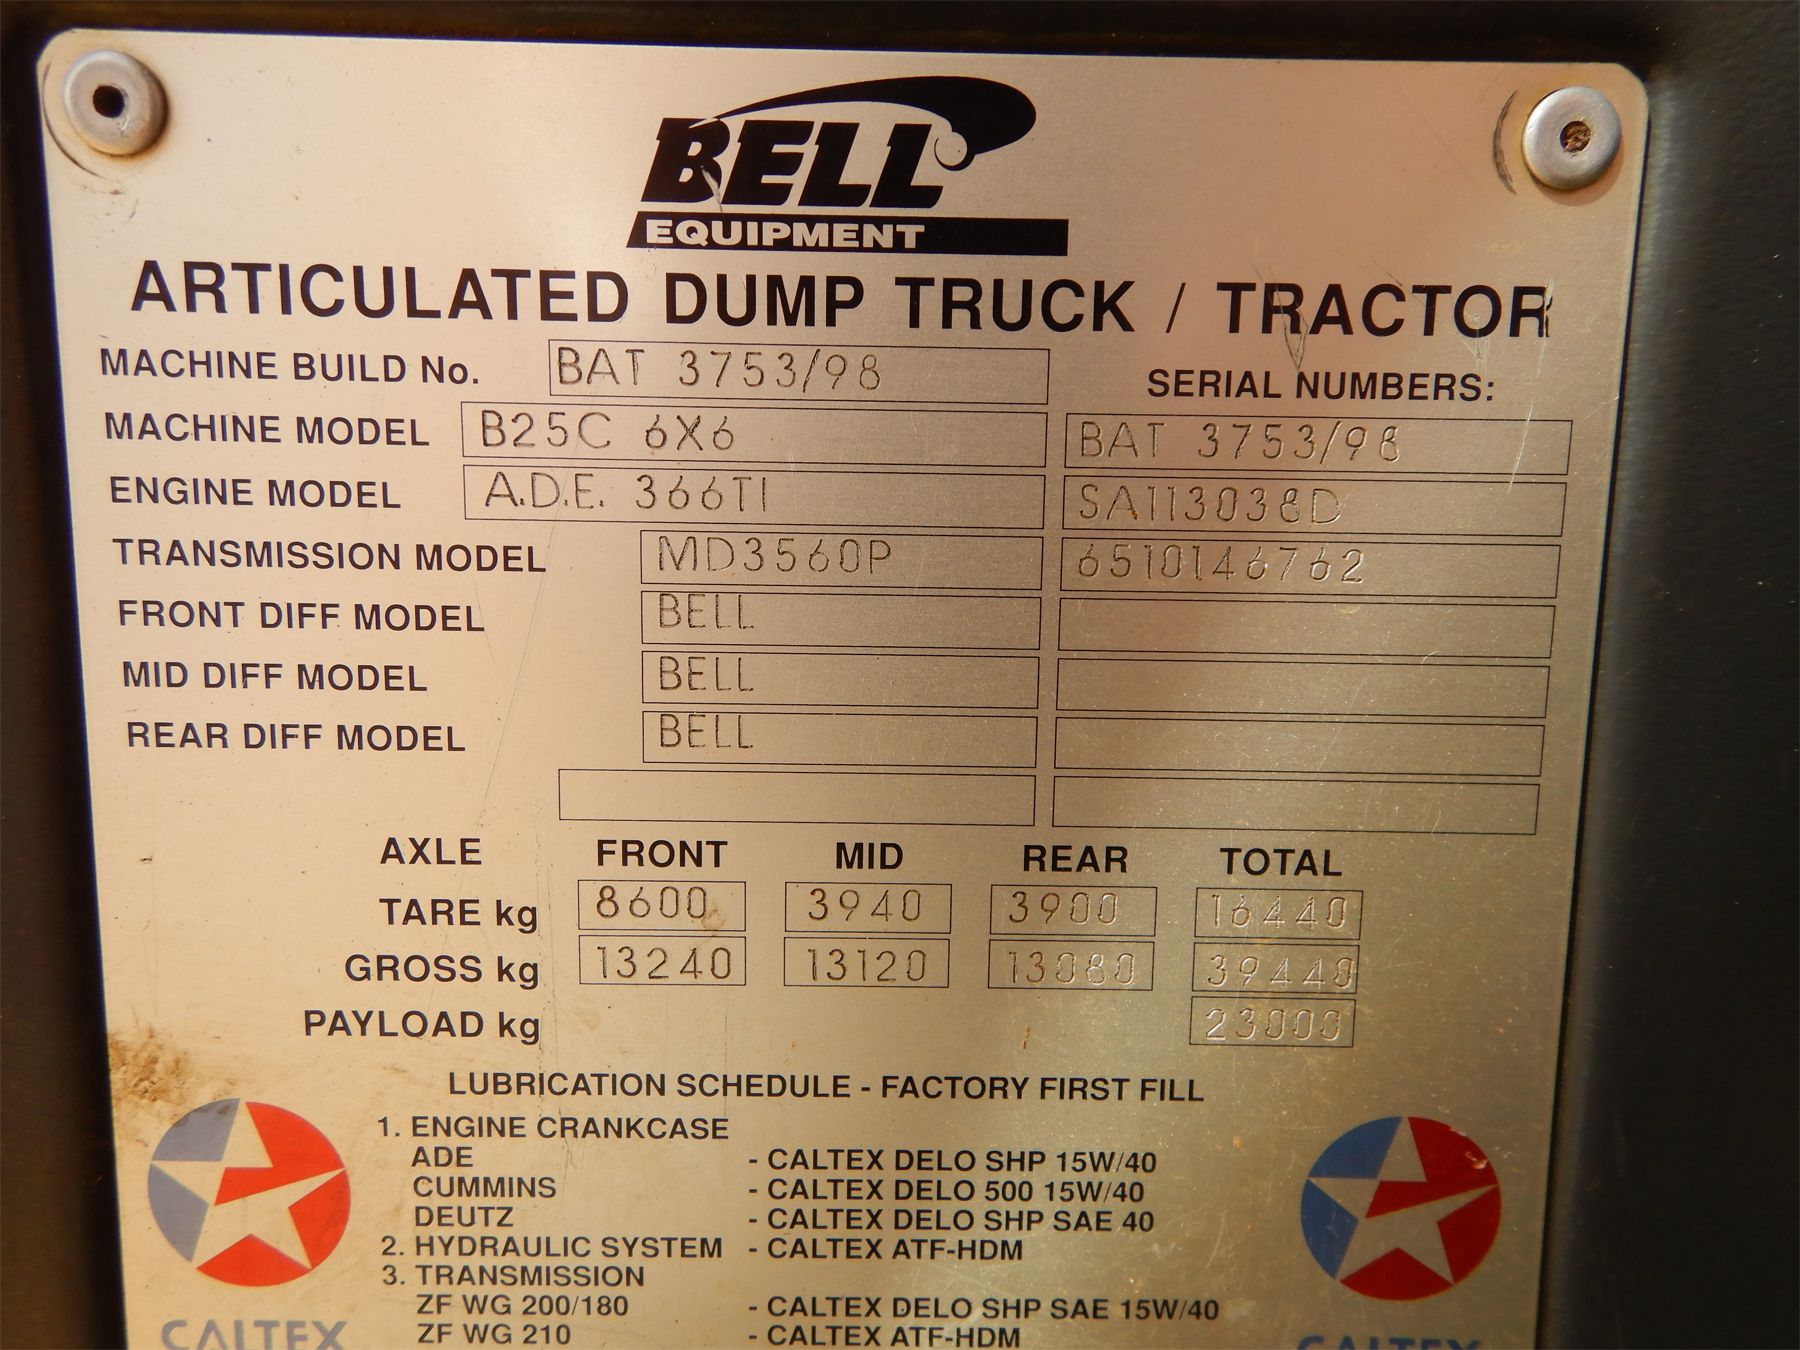 BELL
EQUIPMENT
ARTICULATED DUMP TRUCK / TRACTOR
MACHINE BUILD No. BAT 3753/98
SERIAL NUMBERS:
MACHINE MODEL B25C 6X6 BAT 3753/98
ENGINE MODEL A.D.E. 366TI SA113038D
TRANSMISSION MODEL MD3560P 6510146762
FRONT DIFF MODEL BELL
MID DIFF MODEL BELL
REAR DIFF MODEL BELL
AXLE FRONT MID REAR TOTAL
TARE kg 8600 3940 3900 16440
GROSS kg 13240 13120 13080 39440
PAYLOAD kg 23000
LUBRICATION SCHEDULE - FACTORY FIRST FILL
1. ENGINE CRANKCASE
ADE - CALTEX DELO SHP 15W/40
CUMMINS - CALTEX DELO 500 15W/40
DEUTZ - CALTEX DELO SHP SAE 40
2. HYDRAULIC SYSTEM - CALTEX ATF-HDM
3. TRANSMISSION
ZF WG 200/180 - CALTEX DELO SHP SAE 15W/40
ZF WG 210 - CALTEX ATF-HDM
CALTEX CALTEX